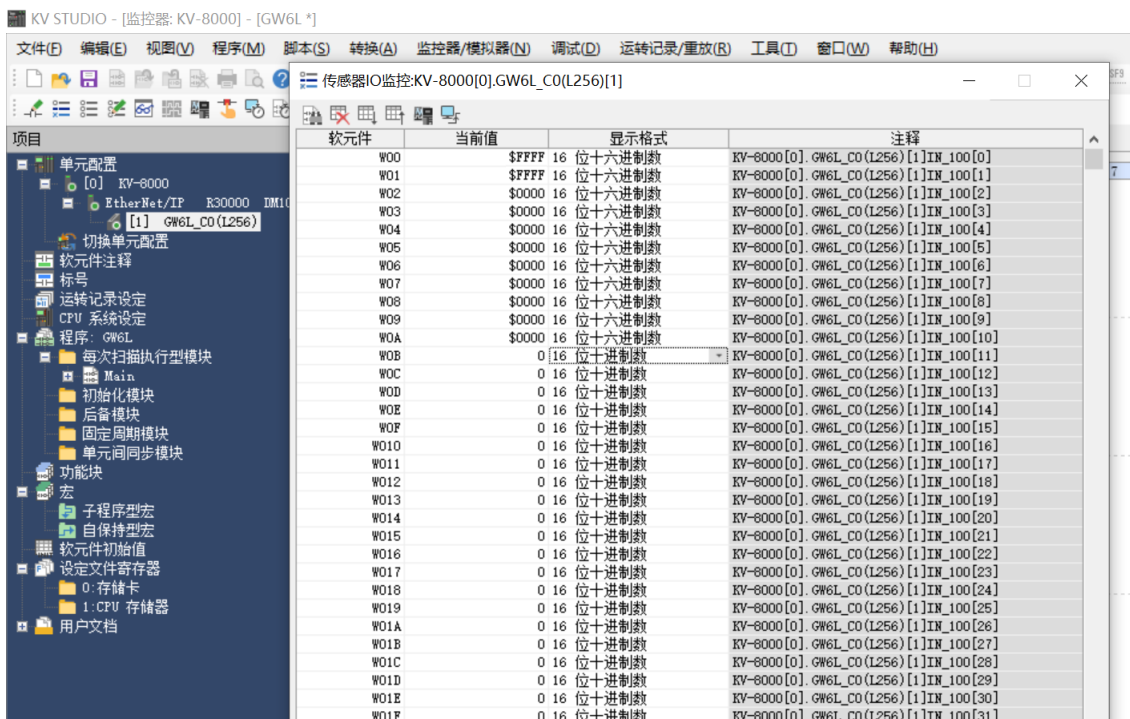 KV STUDIO - [监控器: KV-8000] - [GW6L *]
文件(F) 编辑(E) 视图(V) 程序(M) 脚本(S) 转换(A) 监控器/模拟器(N) 调试(D) 运转记录/重放(R) 工具(T) 窗口(W) 帮助(H)
传感器IO监控:KV-8000[0].GW6L_C0(L256)[1]
SF9
项目
单元配置
[0] KV-8000
EtherNet/IP R30000 DM10
[1] GW6L_C0(L256)
切换单元配置
软元件注释
标号
运转记录设定
CPU 系统设定
程序: GW6L
每次扫描执行型模块
Main
初始化模块
后备模块
固定周期模块
单元间同步模块
功能块
宏
子程序型宏
自保持型宏
软元件初始值
设定文件寄存器
0:存储卡
1:CPU 存储器
用户文档
软元件 当前值 显示格式 注释
W00 $FFFF 16 位十六进制数 KV-8000[0].GW6L_C0(L256)[1]IN_100[0]
W01 $FFFF 16 位十六进制数 KV-8000[0].GW6L_C0(L256)[1]IN_100[1]
W02 $0000 16 位十六进制数 KV-8000[0].GW6L_C0(L256)[1]IN_100[2]
W03 $0000 16 位十六进制数 KV-8000[0].GW6L_C0(L256)[1]IN_100[3]
W04 $0000 16 位十六进制数 KV-8000[0].GW6L_C0(L256)[1]IN_100[4]
W05 $0000 16 位十六进制数 KV-8000[0].GW6L_C0(L256)[1]IN_100[5]
W06 $0000 16 位十六进制数 KV-8000[0].GW6L_C0(L256)[1]IN_100[6]
W07 $0000 16 位十六进制数 KV-8000[0].GW6L_C0(L256)[1]IN_100[7]
W08 $0000 16 位十六进制数 KV-8000[0].GW6L_C0(L256)[1]IN_100[8]
W09 $0000 16 位十六进制数 KV-8000[0].GW6L_C0(L256)[1]IN_100[9]
W0A $0000 16 位十六进制数 KV-8000[0].GW6L_C0(L256)[1]IN_100[10]
W0B 0 16 位十进制数 KV-8000[0].GW6L_C0(L256)[1]IN_100[11]
W0C 0 16 位十进制数 KV-8000[0].GW6L_C0(L256)[1]IN_100[12]
W0D 0 16 位十进制数 KV-8000[0].GW6L_C0(L256)[1]IN_100[13]
W0E 0 16 位十进制数 KV-8000[0].GW6L_C0(L256)[1]IN_100[14]
W0F 0 16 位十进制数 KV-8000[0].GW6L_C0(L256)[1]IN_100[15]
W010 0 16 位十进制数 KV-8000[0].GW6L_C0(L256)[1]IN_100[16]
W011 0 16 位十进制数 KV-8000[0].GW6L_C0(L256)[1]IN_100[17]
W012 0 16 位十进制数 KV-8000[0].GW6L_C0(L256)[1]IN_100[18]
W013 0 16 位十进制数 KV-8000[0].GW6L_C0(L256)[1]IN_100[19]
W014 0 16 位十进制数 KV-8000[0].GW6L_C0(L256)[1]IN_100[20]
W015 0 16 位十进制数 KV-8000[0].GW6L_C0(L256)[1]IN_100[21]
W016 0 16 位十进制数 KV-8000[0].GW6L_C0(L256)[1]IN_100[22]
W017 0 16 位十进制数 KV-8000[0].GW6L_C0(L256)[1]IN_100[23]
W018 0 16 位十进制数 KV-8000[0].GW6L_C0(L256)[1]IN_100[24]
W019 0 16 位十进制数 KV-8000[0].GW6L_C0(L256)[1]IN_100[25]
W01A 0 16 位十进制数 KV-8000[0].GW6L_C0(L256)[1]IN_100[26]
W01B 0 16 位十进制数 KV-8000[0].GW6L_C0(L256)[1]IN_100[27]
W01C 0 16 位十进制数 KV-8000[0].GW6L_C0(L256)[1]IN_100[28]
W01D 0 16 位十进制数 KV-8000[0].GW6L_C0(L256)[1]IN_100[29]
W01E 0 16 位十进制数 KV-8000[0].GW6L_C0(L256)[1]IN_100[30]
W01F 0 16 位十进制数 KV-8000[0].GW6L_C0(L256)[1]IN_100[31]
7